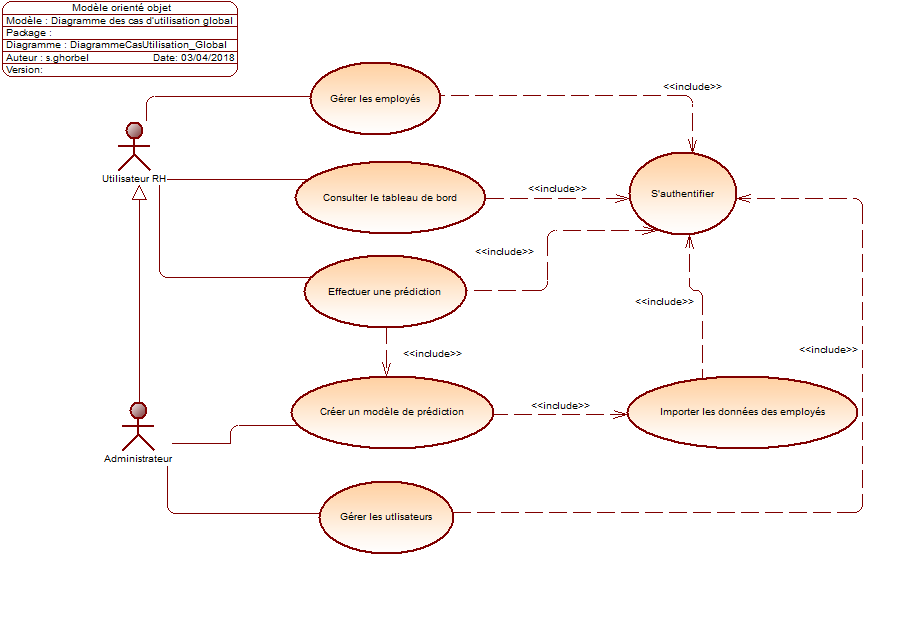 Modèle orienté objet
Modèle : Diagramme des cas d'utilisation global
Package :
Diagramme : DiagrammeCasUtilisation_Global
Auteur : s.ghorbel Date: 03/04/2018
Version:
Gérer les employés
<<include>>
Utilisateur RH
Consulter le tableau de bord
<<include>>
S'authentifier
<<include>>
Effectuer une prédiction
<<include>>
<<include>>
<<include>>
Créer un modèle de prédiction
<<include>>
Importer les données des employés
Administrateur
Gérer les utlisateurs